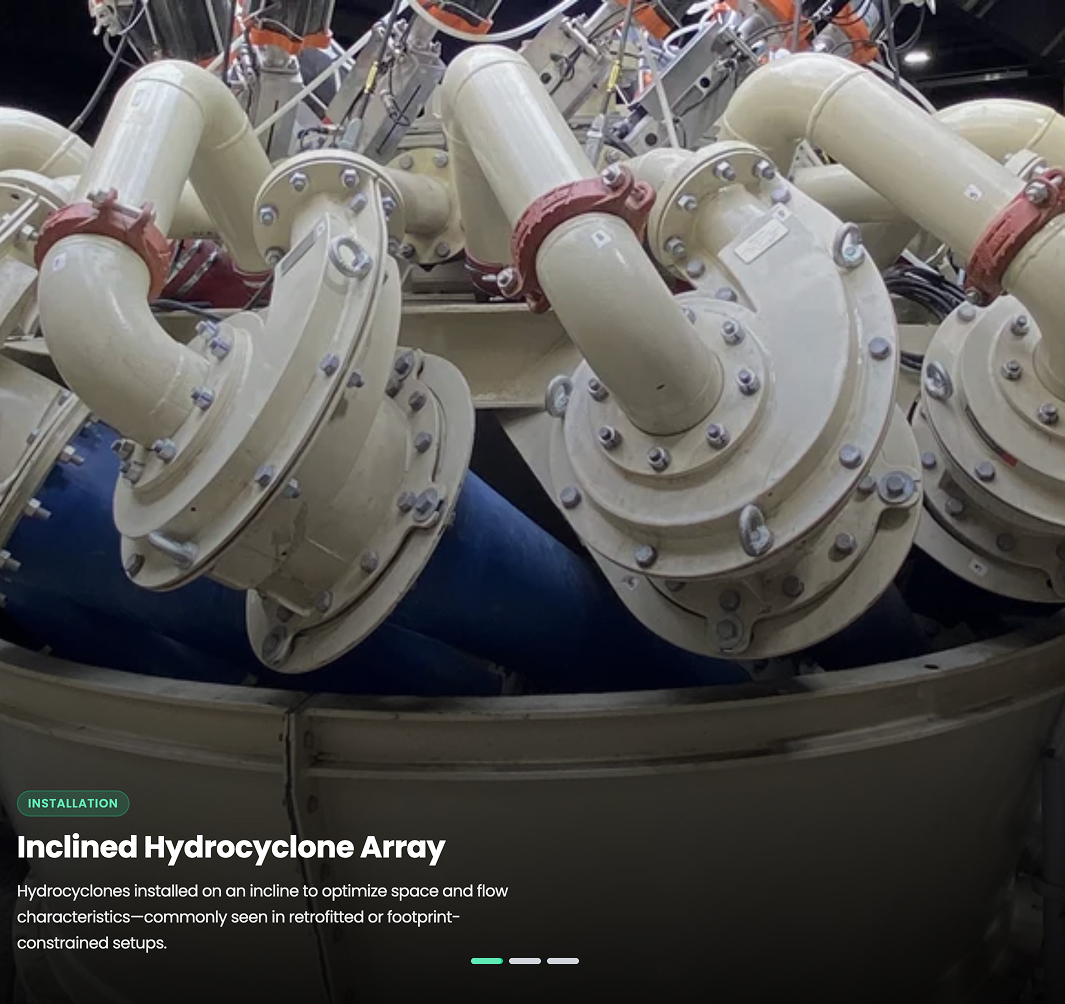 INSTALLATION
Inclined Hydrocyclone Array
Hydrocyclones installed on an incline to optimize space and flow
characteristics—commonly seen in retrofitted or footprint-
constrained setups.